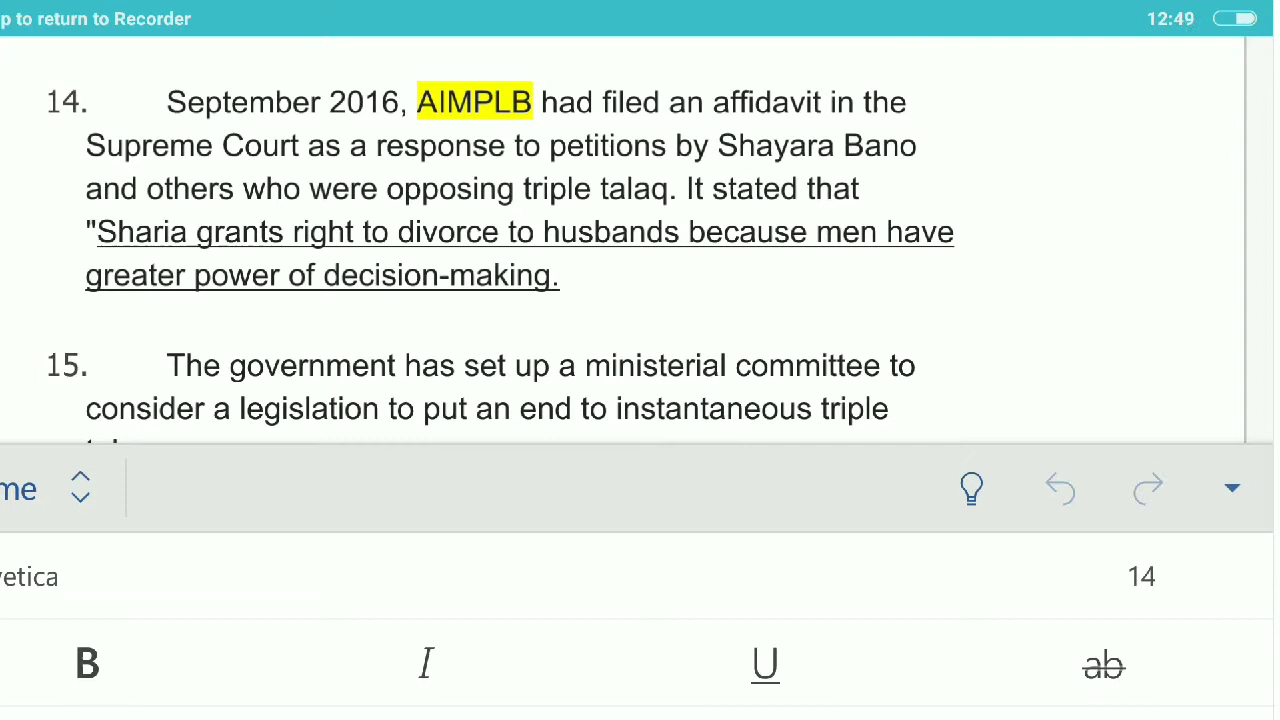 p to return to Recorder
12:49
14. September 2016, AIMPLB had filed an affidavit in the
Supreme Court as a response to petitions by Shayara Bano
and others who were opposing triple talaq. It stated that
"Sharia grants right to divorce to husbands because men have
greater power of decision-making.
15. The government has set up a ministerial committee to
consider a legislation to put an end to instantaneous triple
me
etica
14
B
I
U
ab